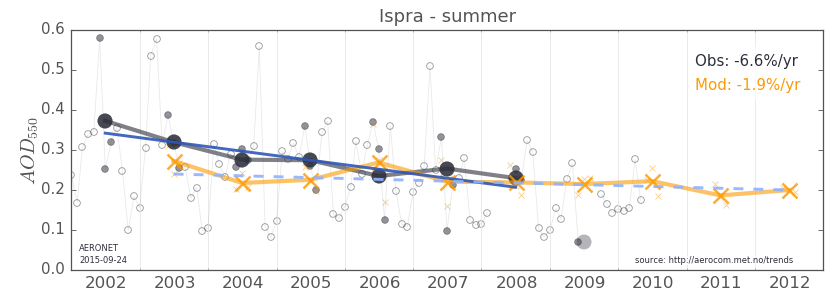 Ispra - summer
0.6
0.5
0.4
0.3
0.2
0.1
0.0
AOD550
Obs: -6.6%/yr
Mod: -1.9%/yr
AERONET
2015-09-24
source: http://aerocom.met.no/trends
2002 2003 2004 2005 2006 2007 2008 2009 2010 2011 2012